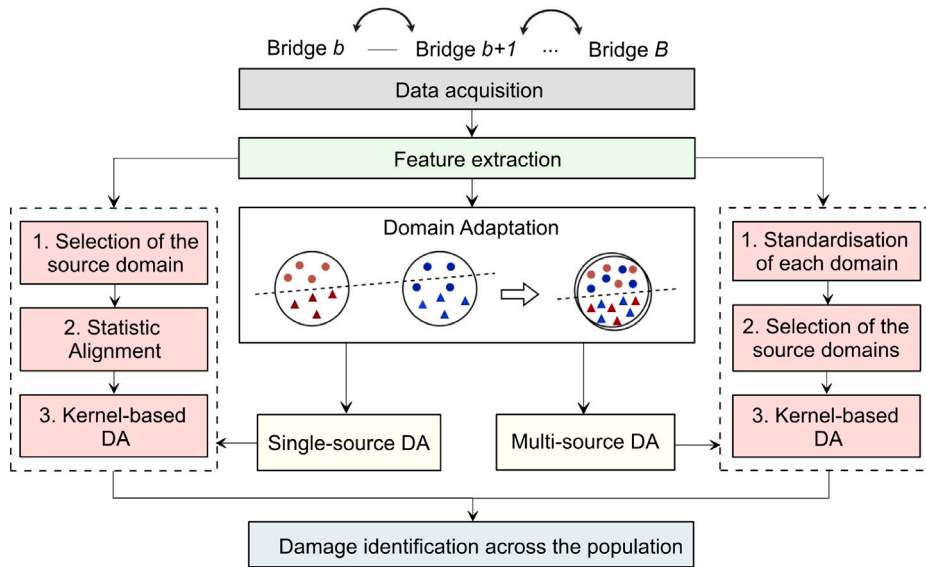 Bridge b — Bridge b+1 ... Bridge B
Data acquisition
Feature extraction
1. Selection of the
source domain
2. Statistic
Alignment
3. Kernel-based
DA
Domain Adaptation
Single-source DA
Multi-source DA
1. Standardisation
of each domain
2. Selection of the
source domains
3. Kernel-based
DA
Damage identification across the population